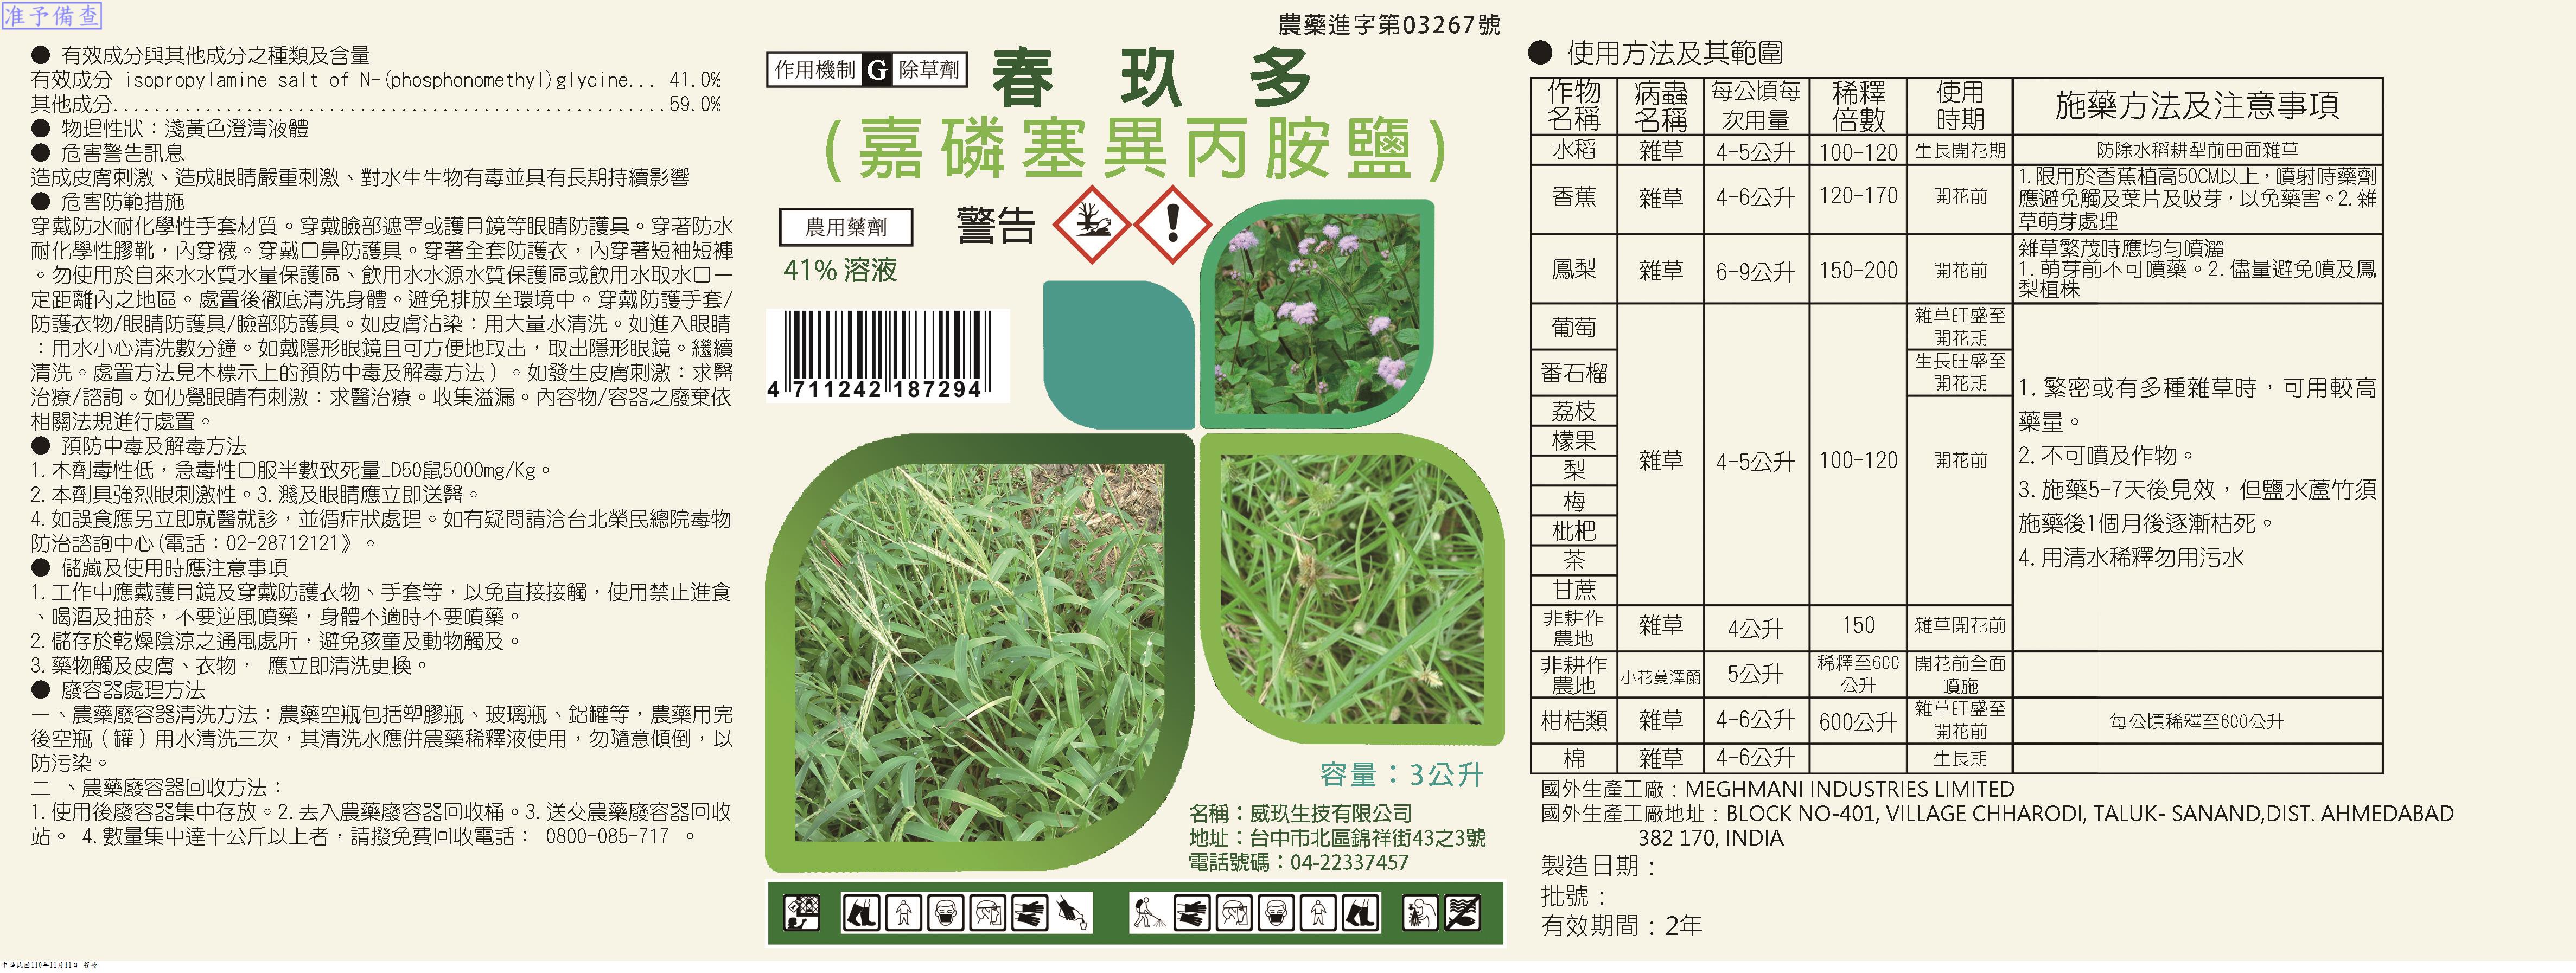 准予備查
● 有效成分與其他成分之種類及含量
有效成分 isopropylamine salt of N-(phosphonomethyl)glycine... 41.0%
其他成分.......................................................59.0%
● 物理性狀：淺黃色澄清液體
● 危害警告訊息
造成皮膚刺激、造成眼睛嚴重刺激、對水生生物有毒並具有長期持續影響
● 危害防範措施
穿戴防水耐化學性手套材質。穿戴臉部遮罩或護目鏡等眼睛防護具。穿著防水
耐化學性膠靴，內穿襪。穿戴口鼻防護具。穿著全套防護衣，內穿著短袖短褲
。勿使用於自來水水質水量保護區、飲用水水源水質保護區或飲用水取水口一
定距離內之地區。處置後徹底清洗身體。避免排放至環境中。穿戴防護手套/
防護衣物/眼睛防護具/臉部防護具。如皮膚沾染：用大量水清洗。如進入眼睛
：用水小心清洗數分鐘。如戴隱形眼鏡且可方便地取出，取出隱形眼鏡。繼續
清洗。處置方法見本標示上的預防中毒及解毒方法）。如發生皮膚刺激：求醫
治療/諮詢。如仍覺眼睛有刺激：求醫治療。收集溢漏。內容物/容器之廢棄依
相關法規進行處置。
● 預防中毒及解毒方法
1.本劑毒性低，急毒性口服半數致死量LD50鼠5000mg/Kg。
2.本劑具強烈眼刺激性。3.濺及眼睛應立即送醫。
4.如誤食應另立即就醫就診，並循症狀處理。如有疑問請洽台北榮民總院毒物
防治諮詢中心(電話：02-28712121》。
● 儲藏及使用時應注意事項
1.工作中應戴護目鏡及穿戴防護衣物、手套等，以免直接接觸，使用禁止進食
、喝酒及抽菸，不要逆風噴藥，身體不適時不要噴藥。
2.儲存於乾燥陰涼之通風處所，避免孩童及動物觸及。
3.藥物觸及皮膚、衣物， 應立即清洗更換。
● 廢容器處理方法
一、農藥廢容器清洗方法：農藥空瓶包括塑膠瓶、玻璃瓶、鋁罐等，農藥用完
後空瓶（罐）用水清洗三次，其清洗水應併農藥稀釋液使用，勿隨意傾倒，以
防污染。
二 、農藥廢容器回收方法：
1.使用後廢容器集中存放。2.丟入農藥廢容器回收桶。3.送交農藥廢容器回收
站。 4.數量集中達十公斤以上者，請撥免費回收電話： 0800-085-717 。
中華民國110年11月11日 簽發
農藥進字第03267號
作用機制 G 除草劑
春玖多
(嘉磷塞異丙胺鹽)
農用藥劑
警告
41% 溶液
4 711242 187294
容量：3公升
名稱：威玖生技有限公司
地址：台中市北區錦祥街43之3號
電話號碼：04-22337457
● 使用方法及其範圍
作物名稱 病蟲名稱 每公頃每次用量 稀釋倍數 使用時期 施藥方法及注意事項
水稻 雜草 4-5公升 100-120 生長開花期 防除水稻耕犁前田面雜草
香蕉 雜草 4-6公升 120-170 開花前
1.限用於香蕉植高50CM以上，噴射時藥劑
應避免觸及葉片及吸芽，以免藥害。2.雜
草萌芽處理
鳳梨 雜草 6-9公升 150-200 開花前
雜草繁茂時應均勻噴灑
1.萌芽前不可噴藥。2.儘量避免噴及鳳
梨植株
葡萄 雜草旺盛至開花期
番石榴 生長旺盛至開花期
荔枝
檬果
梨 雜草 4-5公升 100-120 開花前
梅
枇杷
茶
甘蔗
1.繁密或有多種雜草時，可用較高
藥量。
2.不可噴及作物。
3.施藥5-7天後見效，但鹽水蘆竹須
施藥後1個月後逐漸枯死。
4.用清水稀釋勿用污水
非耕作農地 雜草 4公升 150 雜草開花前
非耕作農地 小花蔓澤蘭 5公升 稀釋至600公升 開花前全面噴施
柑桔類 雜草 4-6公升 600公升 雜草旺盛至開花前 每公頃稀釋至600公升
棉 雜草 4-6公升 生長期
國外生產工廠：MEGHMANI INDUSTRIES LIMITED
國外生產工廠地址：BLOCK NO-401, VILLAGE CHHARODI, TALUK- SANAND,DIST. AHMEDABAD
382 170, INDIA
製造日期：
批號：
有效期間：2年